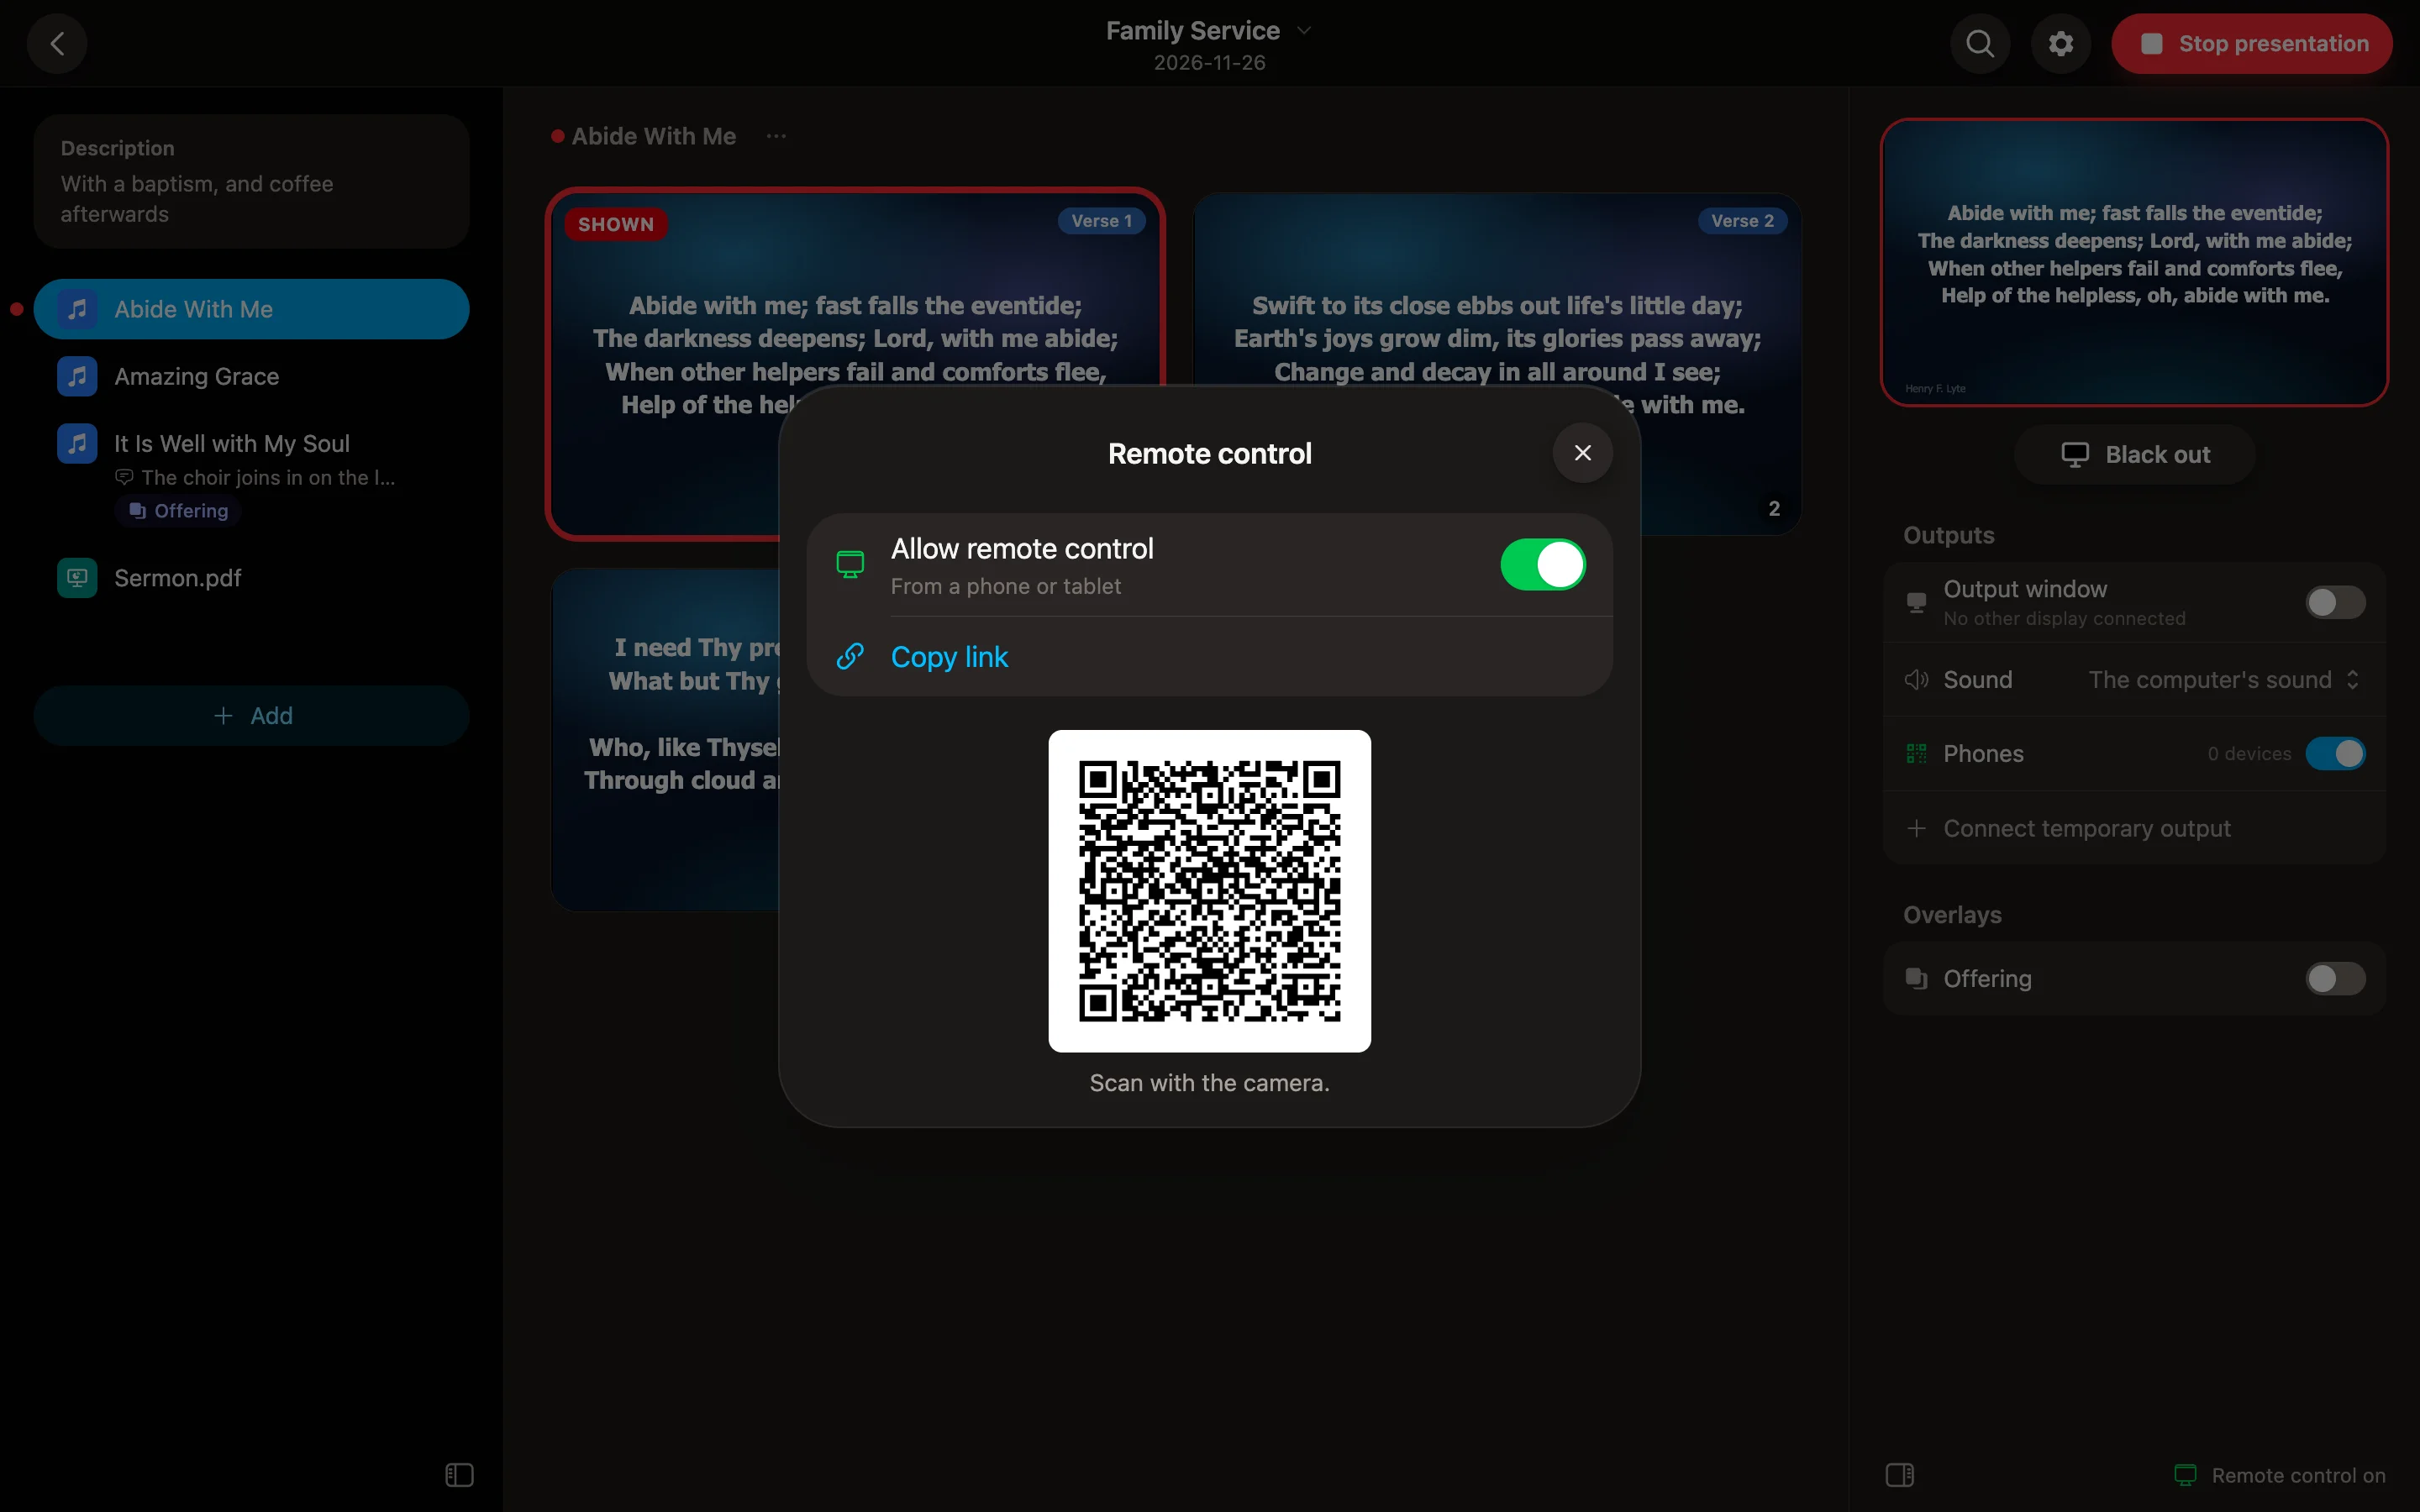 Family Service
2026-11-26
Stop presentation
Description
With a baptism, and coffee
afterwards
Abide With Me
Amazing Grace
It Is Well with My Soul
The choir joins in on the l...
Offering
Sermon.pdf
Add
Abide With Me
SHOWN
Verse 1
Abide with me; fast falls the eventide;
The darkness deepens; Lord, with me abide;
When other helpers fail and comforts flee,
Help of the hel
Verse 2
Swift to its close ebbs out life's little day;
Earth's joys grow dim, its glories pass away;
Change and decay in all around I see;
with me.
2
I need Thy pre
What but Thy
Who, like Thysel
Through cloud a
Remote control
Allow remote control
From a phone or tablet
Copy link
Scan with the camera.
Abide with me; fast falls the eventide;
The darkness deepens; Lord, with me abide;
When other helpers fail and comforts flee,
Help of the helpless, oh, abide with me.
Henry F. Lyte
Black out
Outputs
Output window
No other display connected
Sound
The computer's sound
Phones
0 devices
Connect temporary output
Overlays
Offering
Remote control on